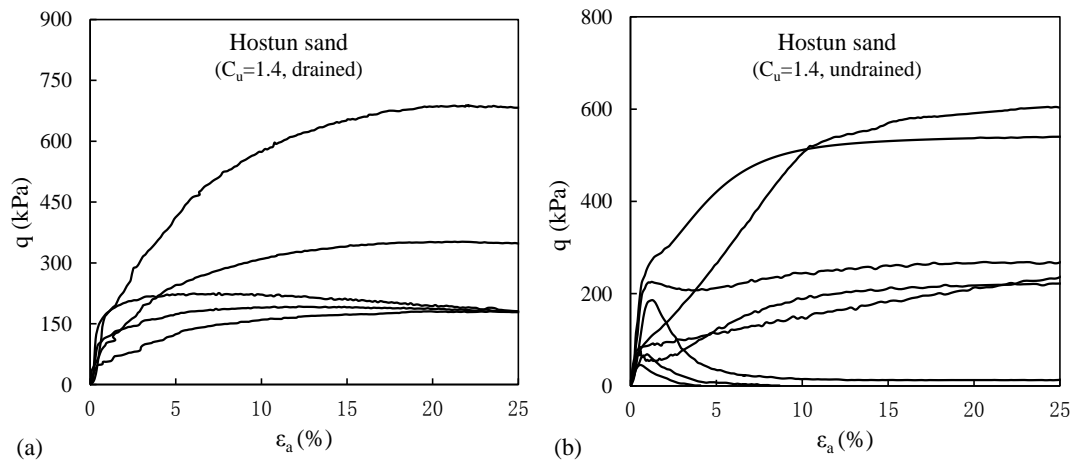 900
750
600
450
300
150
0
q (kPa)
Hostun sand
(Cu=1.4, drained)
0 5 10 15 20 25
εa (%)
(a)
800
600
400
200
0
q (kPa)
Hostun sand
(Cu=1.4, undrained)
0 5 10 15 20 25
εa (%)
(b)